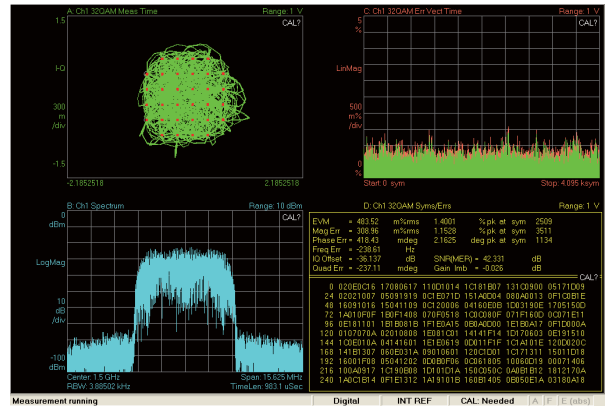 A: Ch1 32QAM Meas Time Range: 1 V
1.5 CAL?
I-Q
300
m
/div
-1.5
-2.1852518 2.1852518
C: Ch1 32QAM Err Vect Time Range: 1 V
5 CAL?
%
LinMag
500
m%
/div
0
%
Start: 0 sym Stop: 4.095 ksym
B: Ch1 Spectrum Range: 10 dBm
0 CAL?
dBm
LogMag
10
dB
/div
-100
dBm
Center: 1.5 GHz Span: 15.625 MHz
RBW: 3.88502 kHz TimeLen: 983.1 uSec
D: Ch1 32QAM Syms/Errs Range: 1 V
EVM = 483.52 m%rms 1.4001 %pk at sym 2509
Mag Err = 308.96 m%rms 1.1528 %pk at sym 3511
Phase Err = 418.43 mdeg 2.1625 deg pk at sym 1134
Freq Err = -238.61 Hz
IQ Offset = -36.137 dB SNR(MER) = 42.331 dB
Quad Err = -237.11 mdeg Gain Imb = -0.026 dB
CAL?
0 020E0C16 17080617 110D1014 1C181B07 131C0900 05171D09
24 02021007 05091919 0C1E071D 151A0D04 080A0013 0F1C0B1E
48 16091016 15041109 0C120006 04160E0B 1D03190E 1705150D
72 1A010F0F 1B0F1408 070F0518 1C0C080F 071F160D 0C071E11
96 0E181101 1B1B081B 1F1E0A15 0B0A0D00 1E1B0A17 0F1D000A
120 0107070A 02010808 1E081C01 14141F14 1D170603 0E191510
144 1C0E010A 04141601 1E1E0619 0D011F1F 1C1A101E 120D020C
168 141B1307 060E031A 09010601 120C1D01 1C171311 15011D18
192 16001F08 05041202 0D0B0F06 0C061805 10060D19 00071406
216 100A0917 1C190B08 1D101D1A 150C050C 0A0B1B12 1812170A
240 1A0C1B14 0F1E1312 1A19101B 160B1405 0B050E1A 03180A18
Measurement running Digital INT REF CAL: Needed A F E (abe)